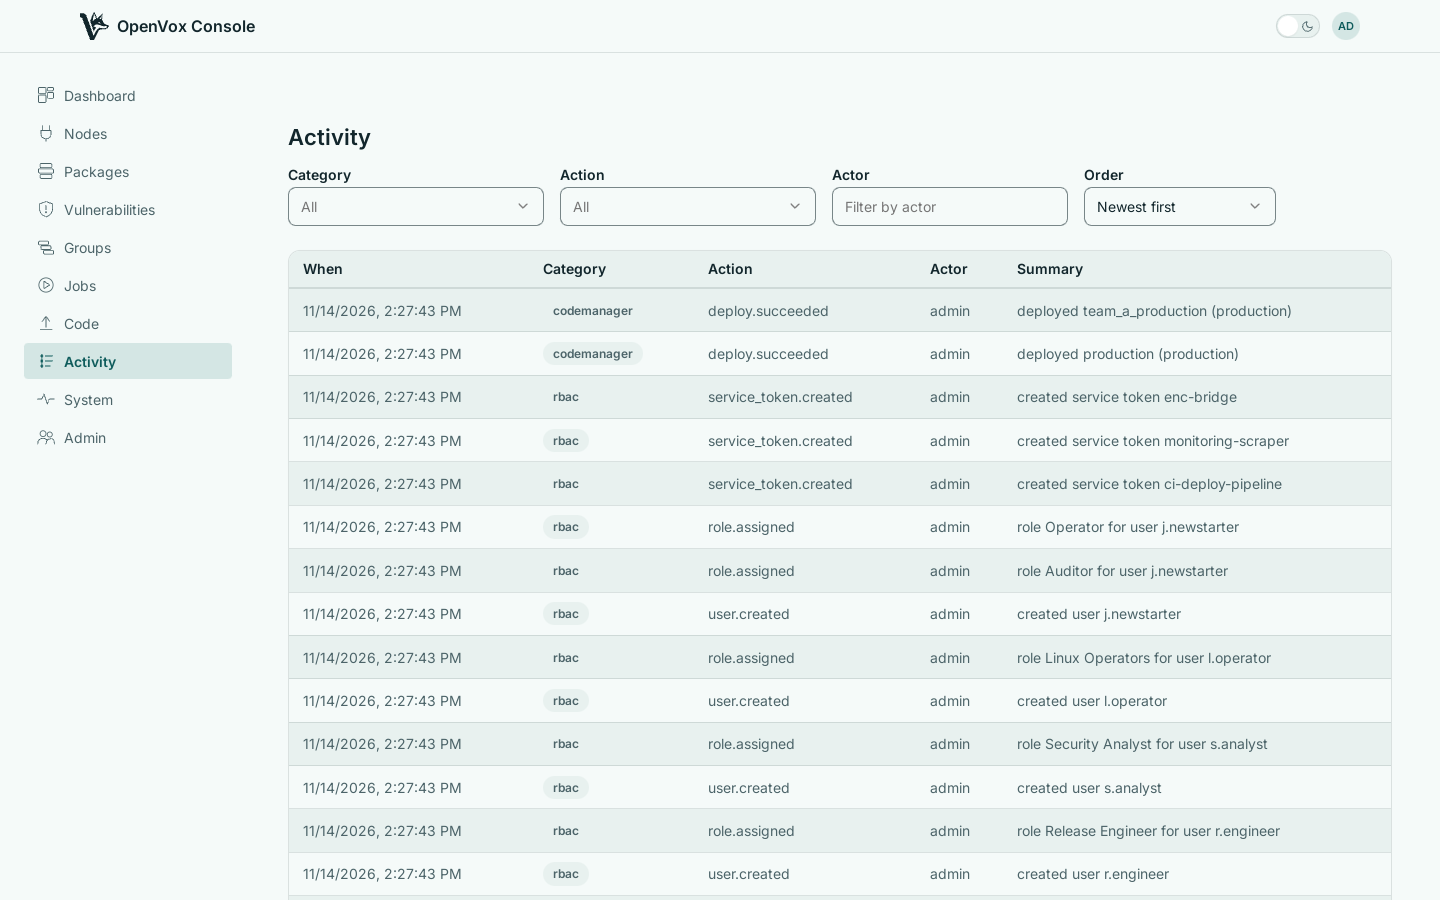 OpenVox Console
AD
Dashboard
Nodes
Packages
Vulnerabilities
Groups
Jobs
Code
Activity
System
Admin
Activity
Category Action Actor Order
All All Filter by actor Newest first
When Category Action Actor Summary
11/14/2026, 2:27:43 PM codemanager deploy.succeeded admin deployed team_a_production (production)
11/14/2026, 2:27:43 PM codemanager deploy.succeeded admin deployed production (production)
11/14/2026, 2:27:43 PM rbac service_token.created admin created service token enc-bridge
11/14/2026, 2:27:43 PM rbac service_token.created admin created service token monitoring-scraper
11/14/2026, 2:27:43 PM rbac service_token.created admin created service token ci-deploy-pipeline
11/14/2026, 2:27:43 PM rbac role.assigned admin role Operator for user j.newstarter
11/14/2026, 2:27:43 PM rbac role.assigned admin role Auditor for user j.newstarter
11/14/2026, 2:27:43 PM rbac user.created admin created user j.newstarter
11/14/2026, 2:27:43 PM rbac role.assigned admin role Linux Operators for user l.operator
11/14/2026, 2:27:43 PM rbac user.created admin created user l.operator
11/14/2026, 2:27:43 PM rbac role.assigned admin role Security Analyst for user s.analyst
11/14/2026, 2:27:43 PM rbac user.created admin created user s.analyst
11/14/2026, 2:27:43 PM rbac role.assigned admin role Release Engineer for user r.engineer
11/14/2026, 2:27:43 PM rbac user.created admin created user r.engineer